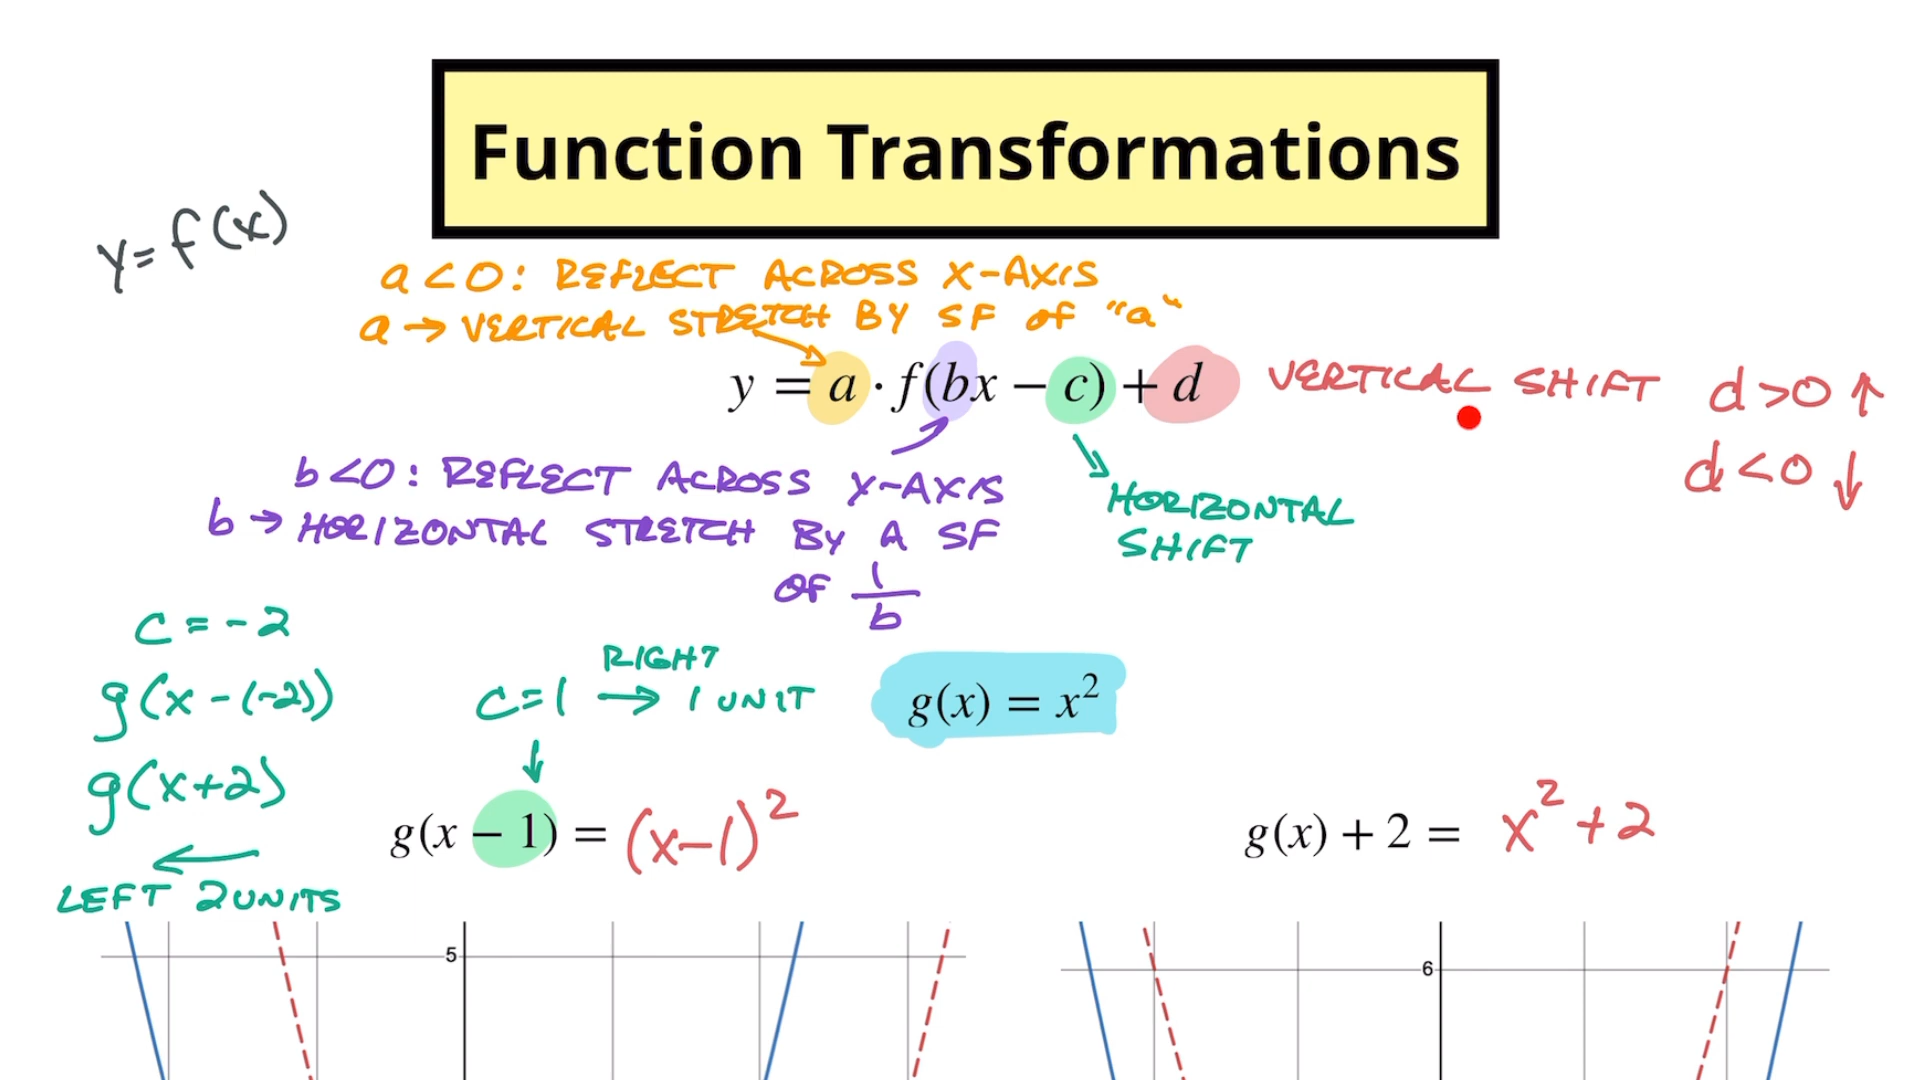 Function Transformations
y = f(x)
a < 0 : REFLECT ACROSS X-AXIS
a → VERTICAL STRETCH BY SF OF "a"
y = a · f(bx − c) + d
VERTICAL SHIFT
d > 0 ↑
d < 0 ↓
b < 0 : REFLECT ACROSS Y-AXIS
b → HORIZONTAL STRETCH BY A SF
OF 1/b
HORIZONTAL
SHIFT
c = -2
g(x - (-2))
g(x+2)
←
LEFT 2 UNITS
RIGHT
c = 1 → 1 UNIT
↓
g(x) = x²
g(x − 1) = (x-1)²
g(x) + 2 = x² + 2
5
6